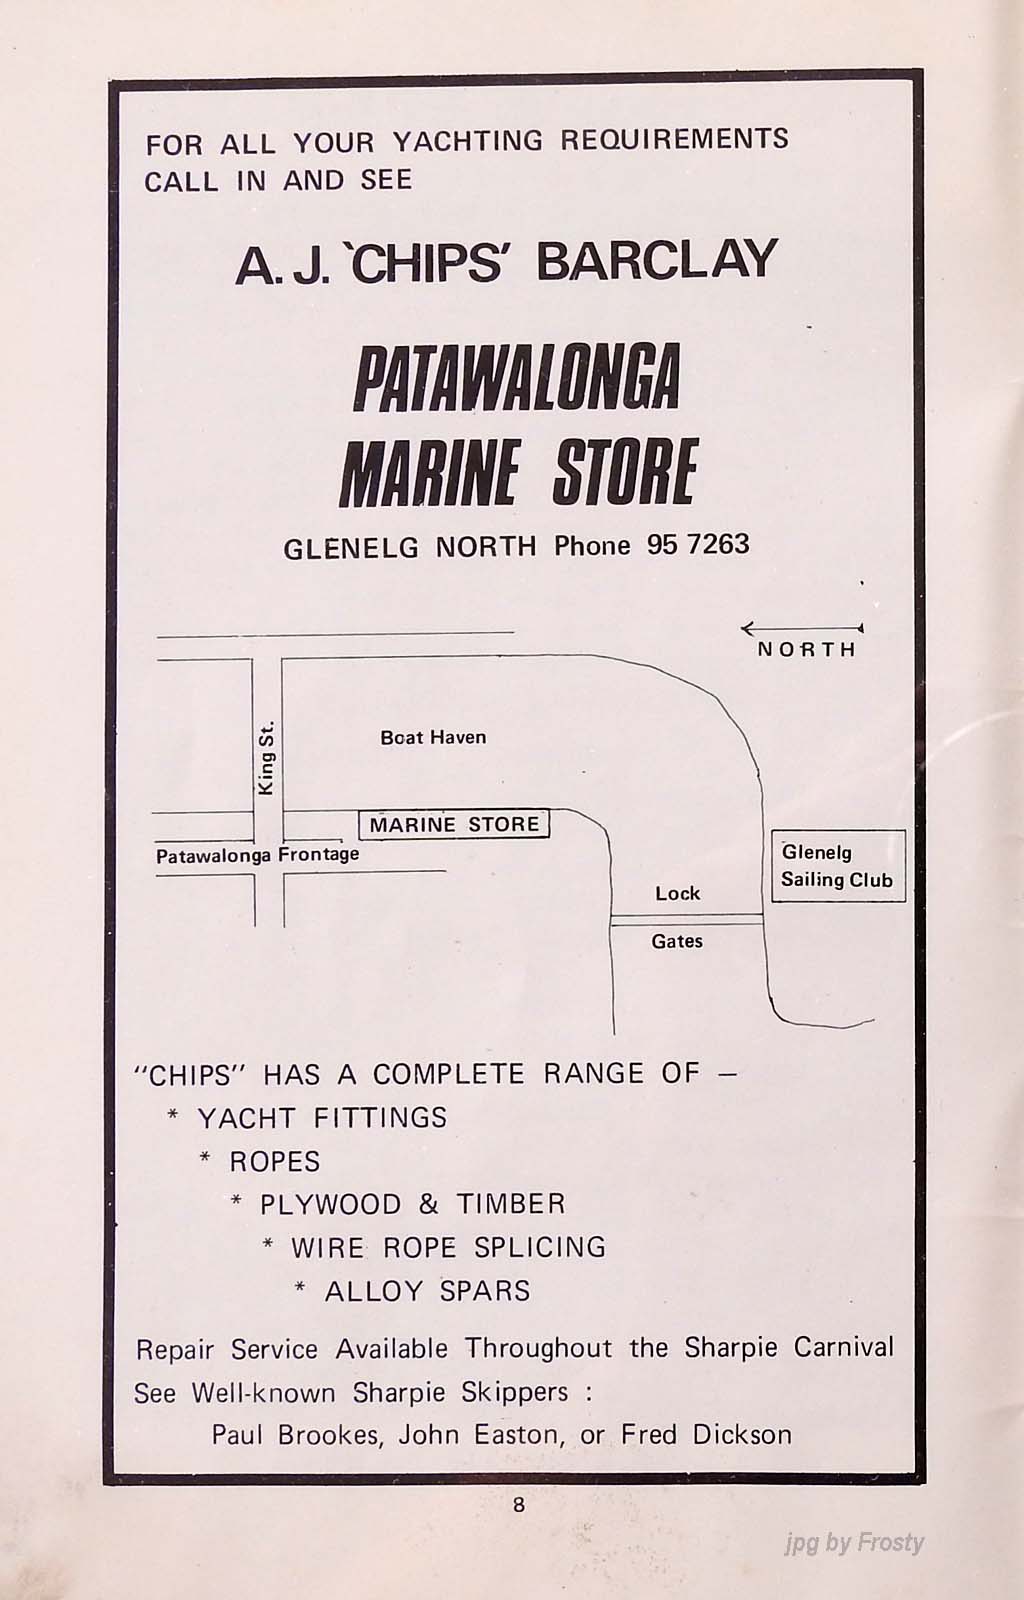 FOR ALL YOUR YACHTING REQUIREMENTS
CALL IN AND SEE
A. J. ‘CHIPS’ BARCLAY
PATAWALONGA
MARINE STORE
GLENELG NORTH Phone 95 7263
NORTH
King St.
Boat Haven
MARINE STORE
Patawalonga Frontage
Glenelg
Sailing Club
Lock
Gates
"CHIPS" HAS A COMPLETE RANGE OF –
* YACHT FITTINGS
* ROPES
* PLYWOOD & TIMBER
* WIRE ROPE SPLICING
* ALLOY SPARS
Repair Service Available Throughout the Sharpie Carnival
See Well-known Sharpie Skippers :
Paul Brookes, John Easton, or Fred Dickson
8
jpg by Frosty